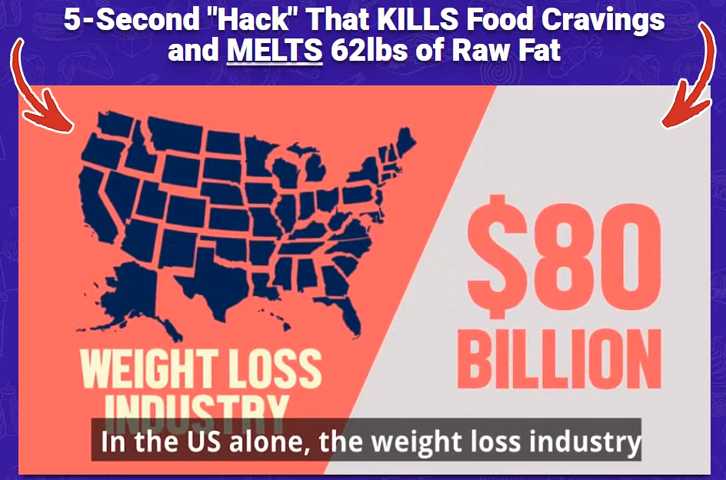 5-Second "Hack" That KILLS Food Cravings
and MELTS 62lbs of Raw Fat
$80
BILLION
WEIGHT LOSS
INDUSTRY
In the US alone, the weight loss industry